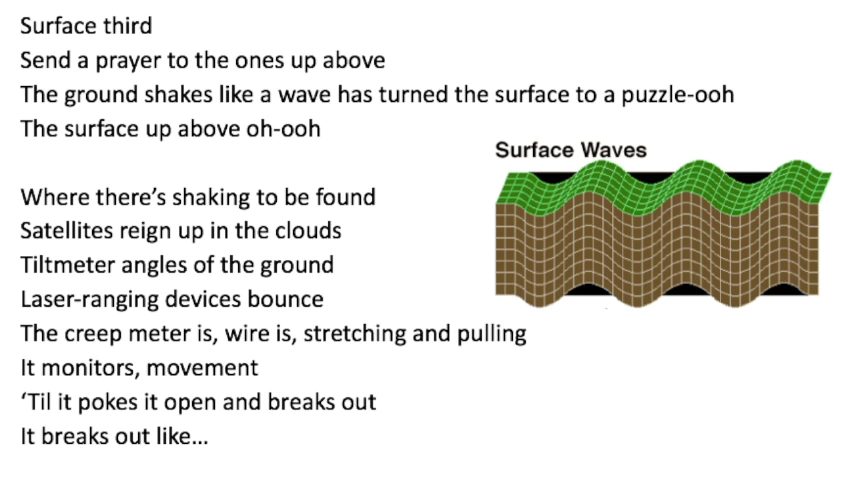 Surface third
Send a prayer to the ones up above
The ground shakes like a wave has turned the surface to a puzzle-ooh
The surface up above oh-ooh
Surface Waves
Where there’s shaking to be found
Satellites reign up in the clouds
Tiltmeter angles of the ground
Laser-ranging devices bounce
The creep meter is, wire is, stretching and pulling
It monitors, movement
‘Til it pokes it open and breaks out
It breaks out like…